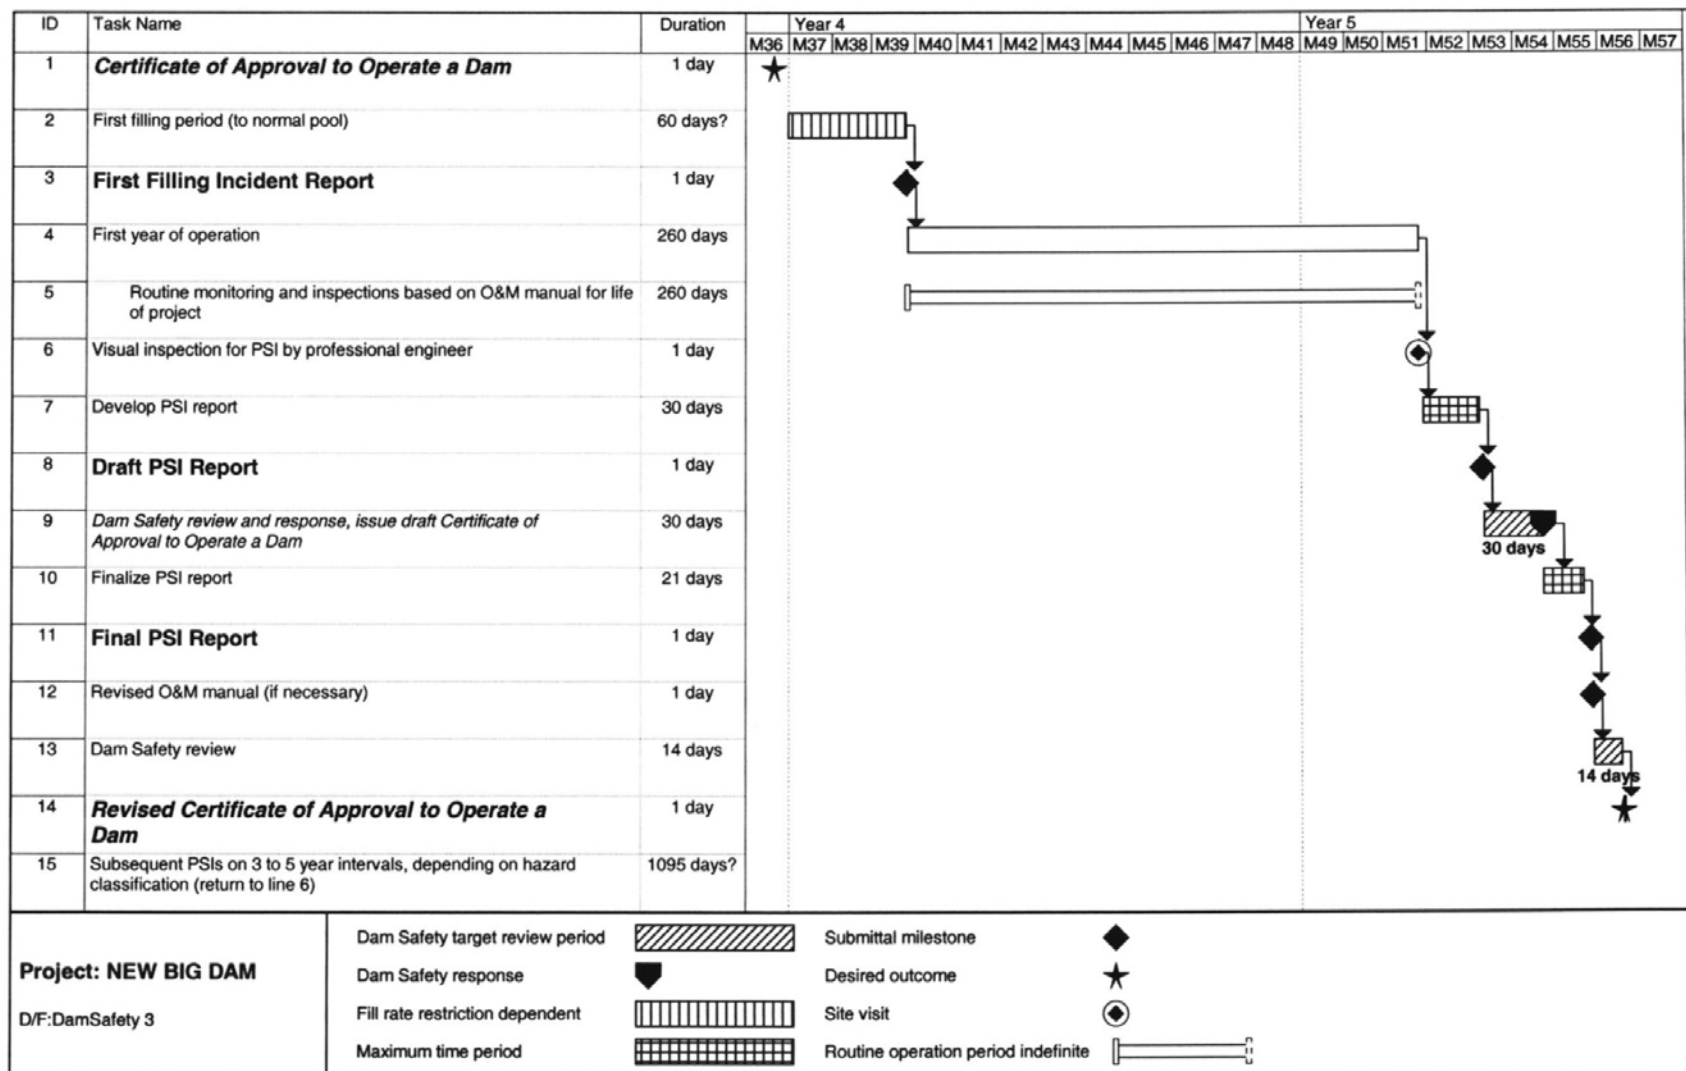 ID Task Name Duration Year 4 Year 5
M36 M37 M38 M39 M40 M41 M42 M43 M44 M45 M46 M47 M48 M49 M50 M51 M52 M53 M54 M55 M56 M57
1 Certificate of Approval to Operate a Dam 1 day
2 First filling period (to normal pool) 60 days?
3 First Filling Incident Report 1 day
4 First year of operation 260 days
5 Routine monitoring and inspections based on O&M manual for life 260 days
of project
6 Visual inspection for PSI by professional engineer 1 day
7 Develop PSI report 30 days
8 Draft PSI Report 1 day
9 Dam Safety review and response, issue draft Certificate of 30 days
Approval to Operate a Dam
30 days
10 Finalize PSI report 21 days
11 Final PSI Report 1 day
12 Revised O&M manual (if necessary) 1 day
13 Dam Safety review 14 days
14 days
14 Revised Certificate of Approval to Operate a 1 day
Dam
15 Subsequent PSIs on 3 to 5 year intervals, depending on hazard 1095 days?
classification (return to line 6)
Project: NEW BIG DAM
D/F:DamSafety 3
Dam Safety target review period
Dam Safety response
Fill rate restriction dependent
Maximum time period
Submittal milestone
Desired outcome
Site visit
Routine operation period indefinite